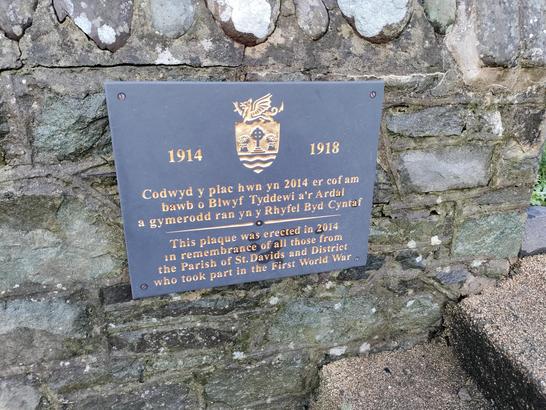 1914 1918
Codwyd y plac hwn yn 2014 er cof am
bawb o Blwyf Tyddewi a'r Ardal
a gymerodd ran yn y Rhyfel Byd Cyntaf
This plaque was erected in 2014
in remembrance of all those from
the Parish of St.Davids and District
who took part in the First World War